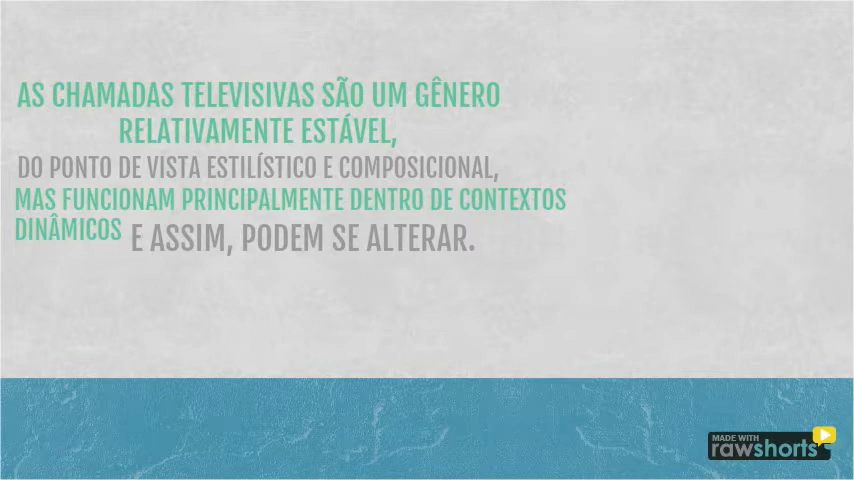 AS CHAMADAS TELEVISIVAS SÃO UM GÊNERO
RELATIVAMENTE ESTÁVEL,
DO PONTO DE VISTA ESTILÍSTICO E COMPOSICIONAL,
MAS FUNCIONAM PRINCIPALMENTE DENTRO DE CONTEXTOS
DINÂMICOS E ASSIM, PODEM SE ALTERAR.
MADE WITH
rawshorts